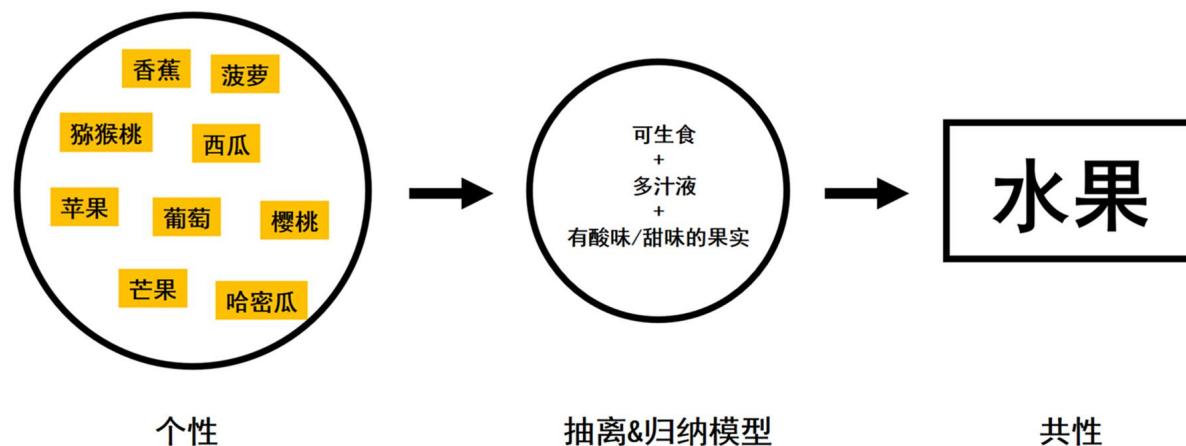 香蕉
菠萝
猕猴桃
西瓜
苹果
葡萄
樱桃
芒果
哈密瓜
可生食
+
多汁液
+
有酸味/甜味的果实
水果
个性
抽离&归纳模型
共性